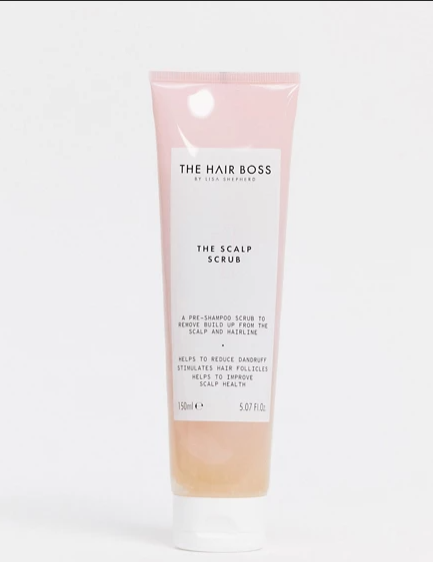 THE HAIR BOSS
BY LISA SHEPHERD
THE SCALP
SCRUB
A PRE-SHAMPOO SCRUB TO
REMOVE BUILD UP FROM THE
SCALP AND HAIRLINE
•
HELPS TO REDUCE DANDRUFF
STIMULATES HAIR FOLLICLES
HELPS TO IMPROVE
SCALP HEALTH
150ml ℮ 5.07 Fl.Oz.